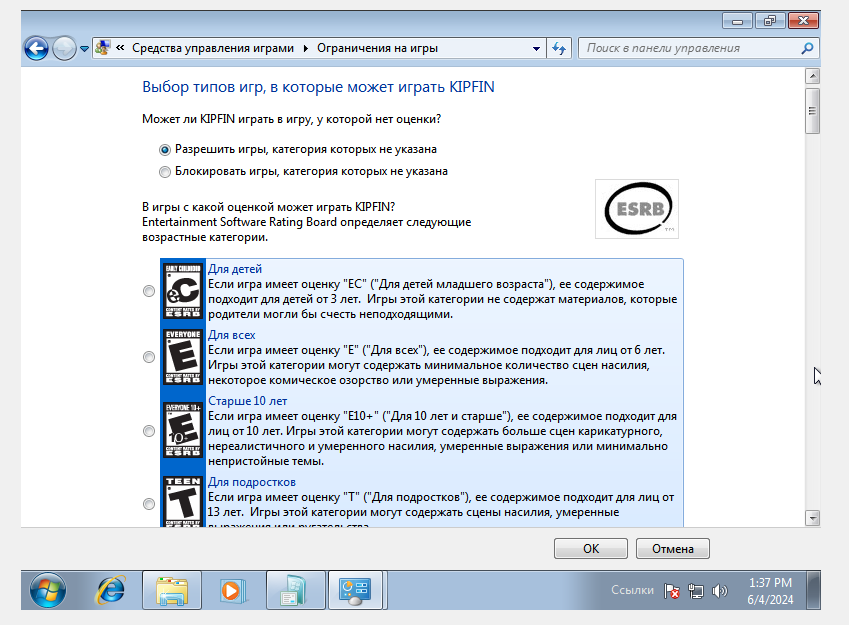 « Средства управления играми ▸ Ограничения на игры
Поиск в панели управления
Выбор типов игр, в которые может играть KIPFIN
Может ли KIPFIN играть в игру, у которой нет оценки?
Разрешить игры, категория которых не указана
Блокировать игры, категория которых не указана
В игры с какой оценкой может играть KIPFIN?
Entertainment Software Rating Board определяет следующие
возрастные категории.
ESRB
TM
EARLY CHILDHOOD
eC
CONTENT RATED BY
ESRB
Для детей
Если игра имеет оценку "EC" ("Для детей младшего возраста"), ее содержимое
подходит для детей от 3 лет.  Игры этой категории не содержат материалов, которые
родители могли бы счесть неподходящими.
EVERYONE
E
CONTENT RATED BY
ESRB
Для всех
Если игра имеет оценку "E" ("Для всех"), ее содержимое подходит для лиц от 6 лет.
Игры этой категории могут содержать минимальное количество сцен насилия,
некоторое комическое озорство или умеренные выражения.
EVERYONE 10+
E
10+
CONTENT RATED BY
ESRB
Старше 10 лет
Если игра имеет оценку "E10+" ("Для 10 лет и старше"), ее содержимое подходит для
лиц от 10 лет. Игры этой категории могут содержать больше сцен карикатурного,
нереалистичного и умеренного насилия, умеренные выражения или минимально
непристойные темы.
TEEN
T
CONTENT RATED BY
ESRB
Для подростков
Если игра имеет оценку "T" ("Для подростков"), ее содержимое подходит для лиц от
13 лет.  Игры этой категории могут содержать сцены насилия, умеренные
выражения или ругательства
OK
Отмена
Ссылки
1:37 PM
6/4/2024